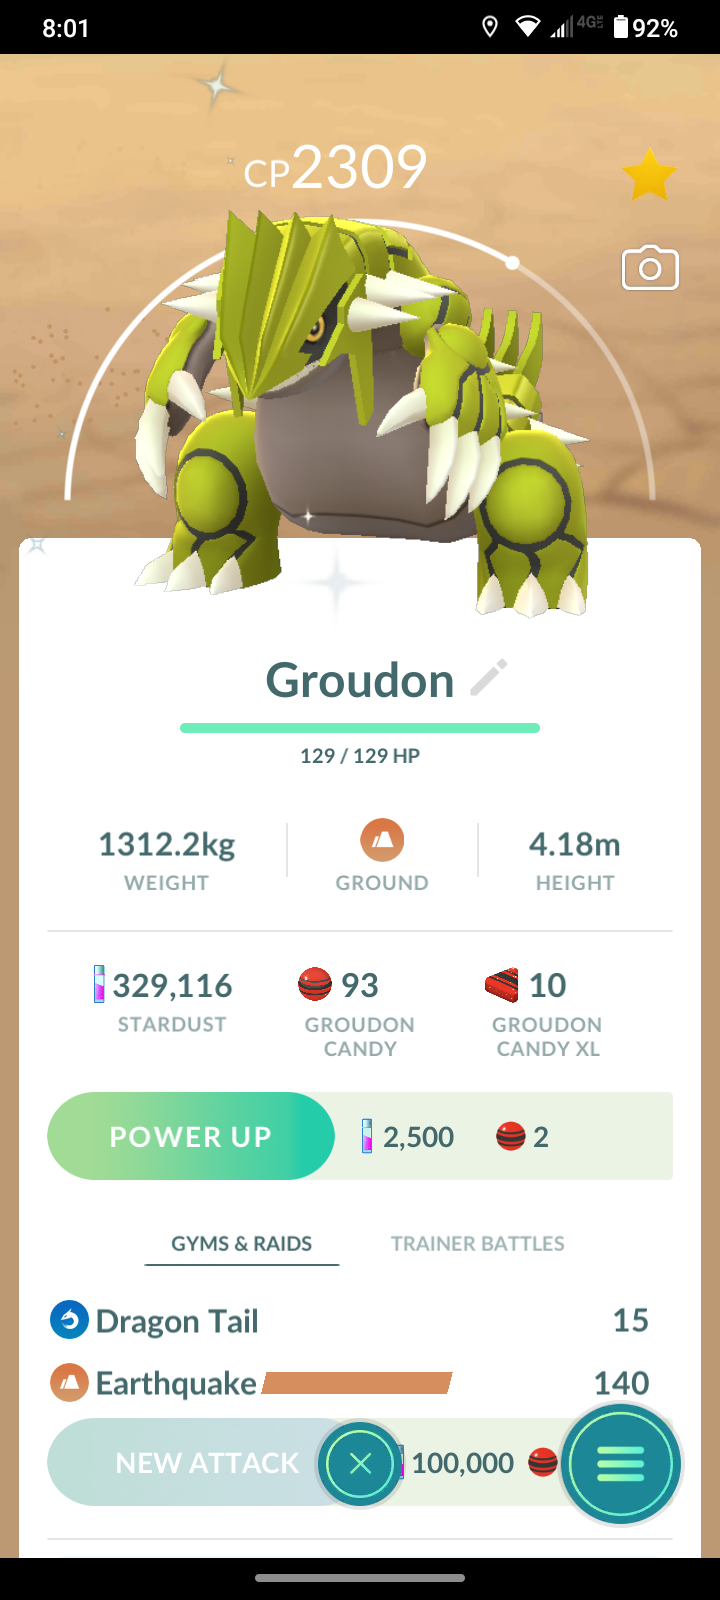 8:01 4G LTE 92%
CP2309
Groudon
129 / 129 HP
1312.2kg 4.18m
WEIGHT GROUND HEIGHT
329,116 93 10
STARDUST GROUDON GROUDON
CANDY CANDY XL
POWER UP 2,500 2
GYMS & RAIDS TRAINER BATTLES
Dragon Tail 15
Earthquake 140
NEW ATTACK 100,000